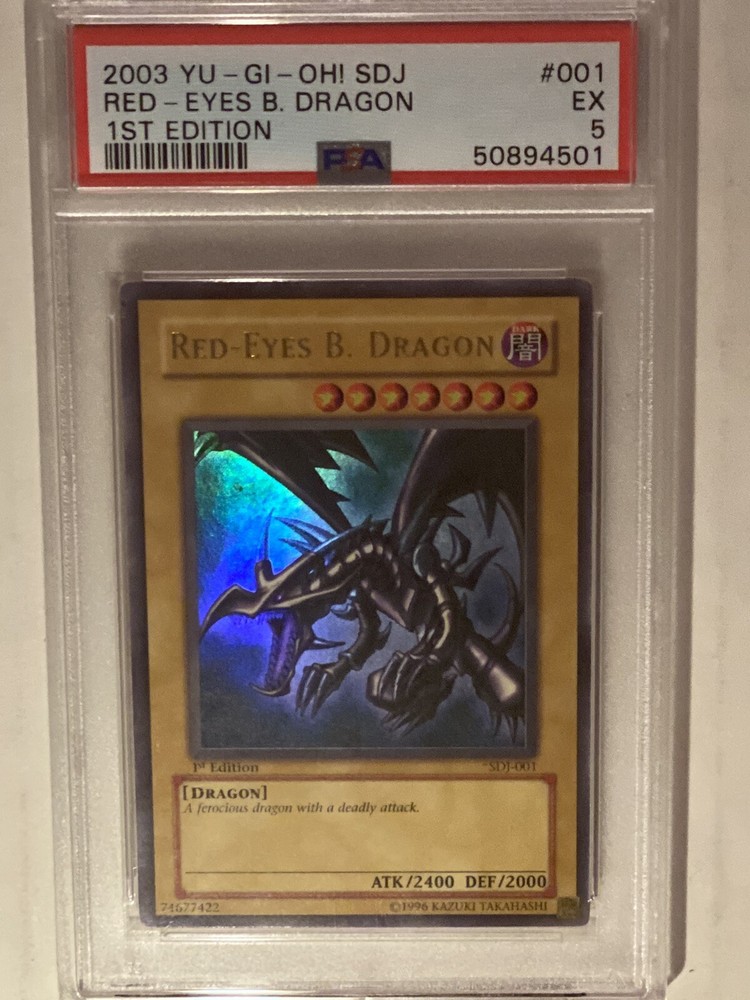 2003 YU-GI-OH! SDJ #001
RED-EYES B. DRAGON EX
1ST EDITION 5
PSA 50894501
RED-EYES B. DRAGON
DARK
闇
1st Edition SDJ-001
[DRAGON]
A ferocious dragon with a deadly attack.
ATK/2400 DEF/2000
74677422 ©1996 KAZUKI TAKAHASHI